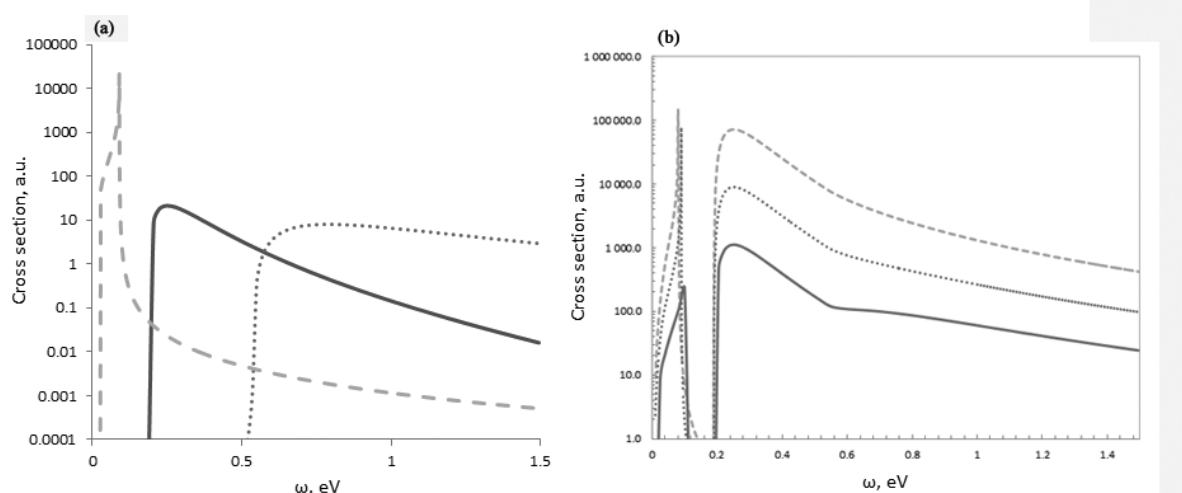 (a)
100000
10000
1000
100
10
1
0.1
0.01
0.001
0.0001
Cross section, a.u.
0 0.5 1 1.5
ω, eV
(b)
1 000 000
100 000.0
10 000.0
1 000.0
100.0
10.0
1.0
Cross section, a.u.
0 0.2 0.4 0.6 0.8 1 1.2 1.4
ω, eV